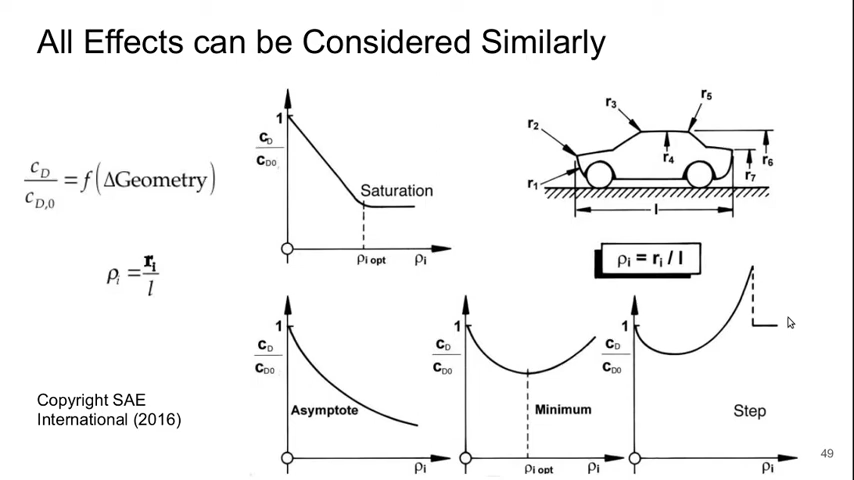 All Effects can be Considered Similarly
c_D / c_{D,0} = f(ΔGeometry)
ρ_i = r_i / l
Copyright SAE
International (2016)
1
c_D / c_D0
Saturation
ρ_i opt
ρ_i
r_1
r_2
r_3
r_4
r_5
r_6
r_7
l
ρ_i = r_i / l
1
c_D / c_D0
Asymptote
ρ_i
1
c_D / c_D0
Minimum
ρ_i opt
ρ_i
1
c_D / c_D0
Step
ρ_i
49